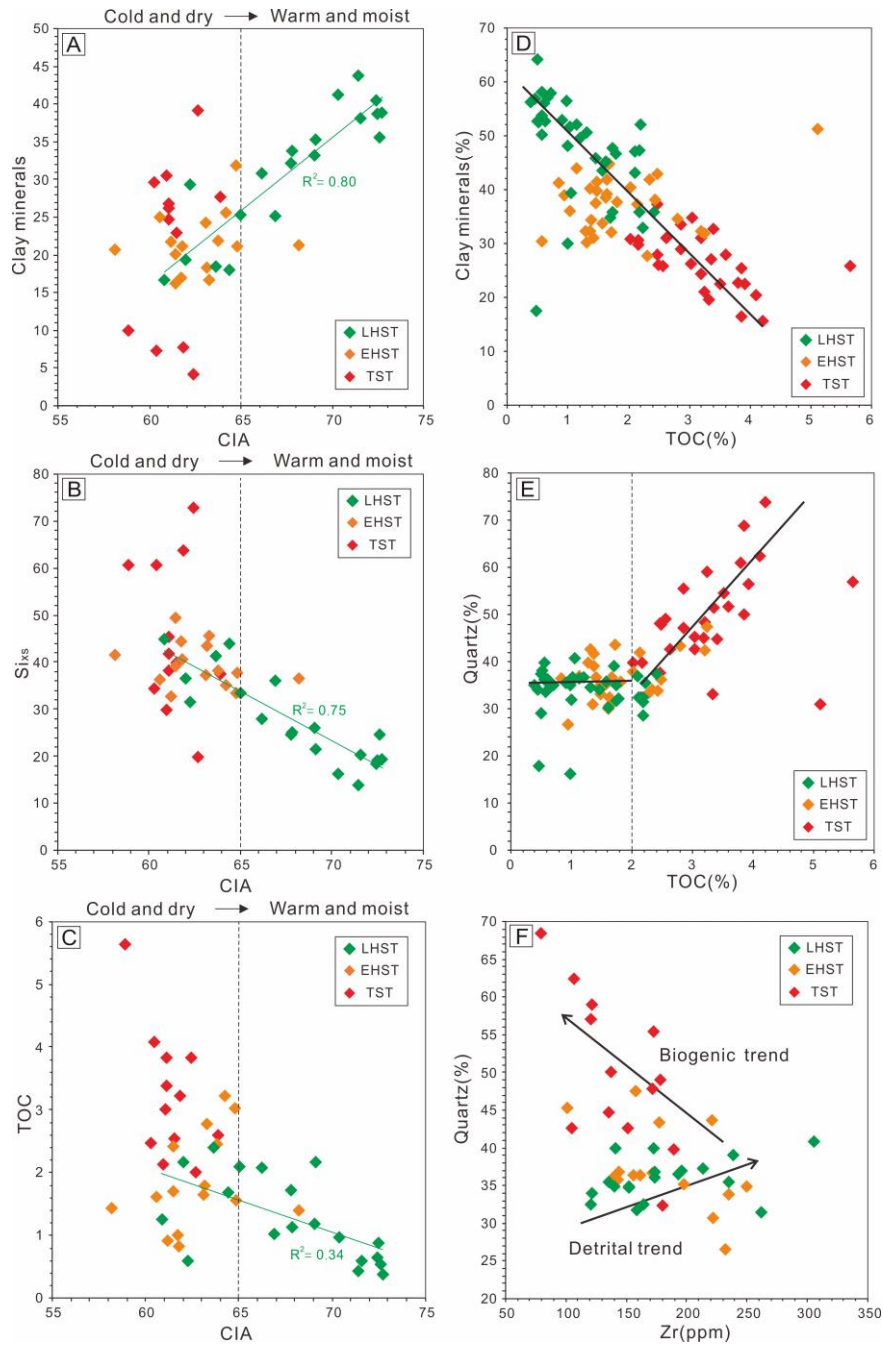 Cold and dry → Warm and moist
A
50
45
40
35
30
25
20
15
10
5
0
Clay minerals
R²= 0.80
LHST
EHST
TST
55 60 65 70 75
CIA
D
70
60
50
40
30
20
10
0
Clay minerals(%)
LHST
EHST
TST
0 1 2 3 4 5 6
TOC(%)
Cold and dry → Warm and moist
B
80
70
60
50
40
30
20
10
0
Sixs
R²= 0.75
LHST
EHST
TST
55 60 65 70 75
CIA
E
80
70
60
50
40
30
20
10
0
Quartz(%)
LHST
EHST
TST
0 1 2 3 4 5 6
TOC(%)
Cold and dry → Warm and moist
C
6
5
4
3
2
1
0
TOC
LHST
EHST
TST
R²= 0.34
55 60 65 70 75
CIA
F
70
65
60
55
50
45
40
35
30
25
20
Quartz(%)
LHST
EHST
TST
Biogenic trend
Detrital trend
50 100 150 200 250 300 350
Zr(ppm)